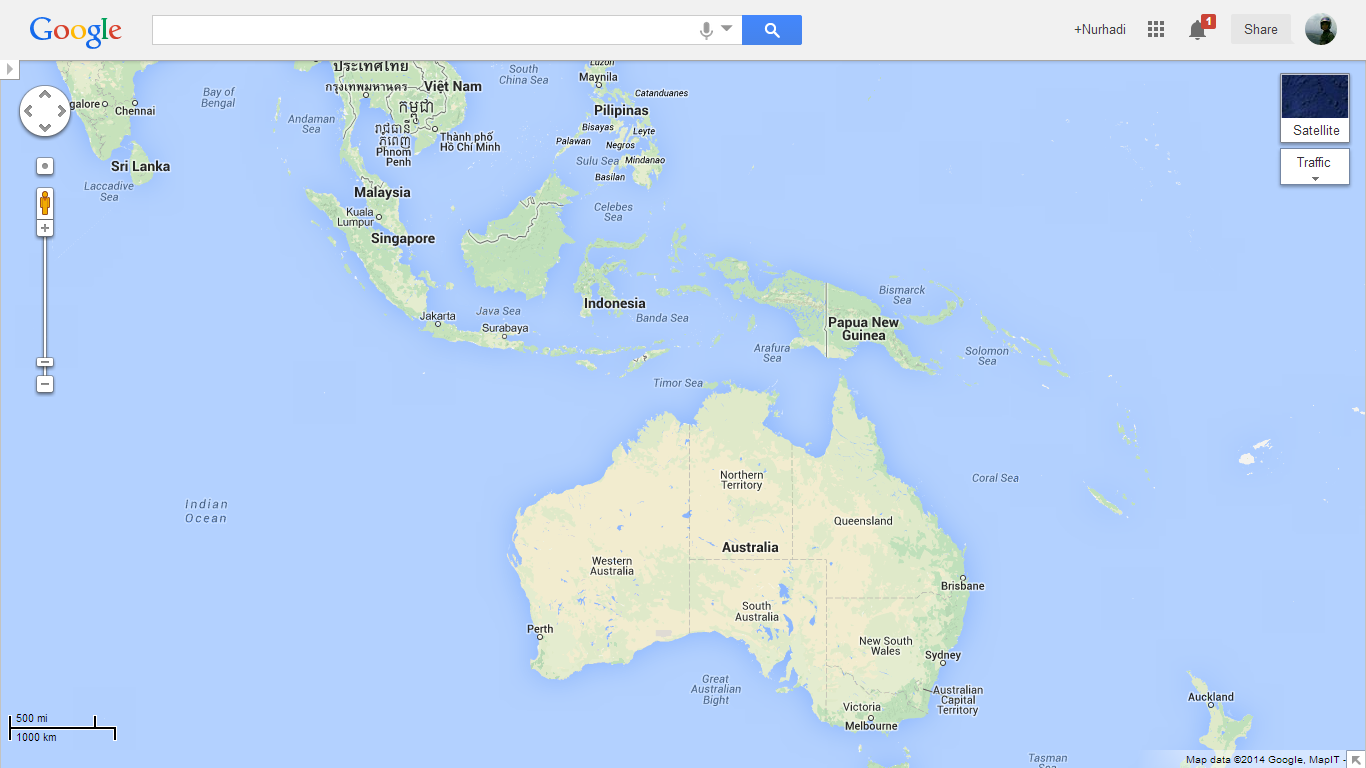 Google
+Nurhadi
1
Share
Satellite
Traffic
ประเทศไทย
กรุงเทพมหานคร
Việt Nam
South
China Sea
Luzon
Maynila
Catanduanes
Pilipinas
Bisayas
Leyte
Palawan
Negros
Sulu Sea
Mindanao
Basilan
galore
Chennai
Bay of
Bengal
Andaman
Sea
កម្ពុជា
រាជធានី
ភ្នំពេញ
Phnom
Penh
Thành phố
Hồ Chí Minh
Sri Lanka
Laccadive
Sea
Malaysia
Kuala
Lumpur
Singapore
Celebes
Sea
Indonesia
Java Sea
Banda Sea
Jakarta
Surabaya
Bismarck
Sea
Papua New
Guinea
Arafura
Sea
Solomon
Sea
Timor Sea
Northern
Territory
Coral Sea
Indian
Ocean
Queensland
Australia
Western
Australia
Brisbane
South
Australia
Perth
New South
Wales
Sydney
Great
Australian
Bight
Australian
Capital
Territory
Victoria
Melbourne
Auckland
Tasman
Sea
500 mi
1000 km
Map data ©2014 Google, MapIT -